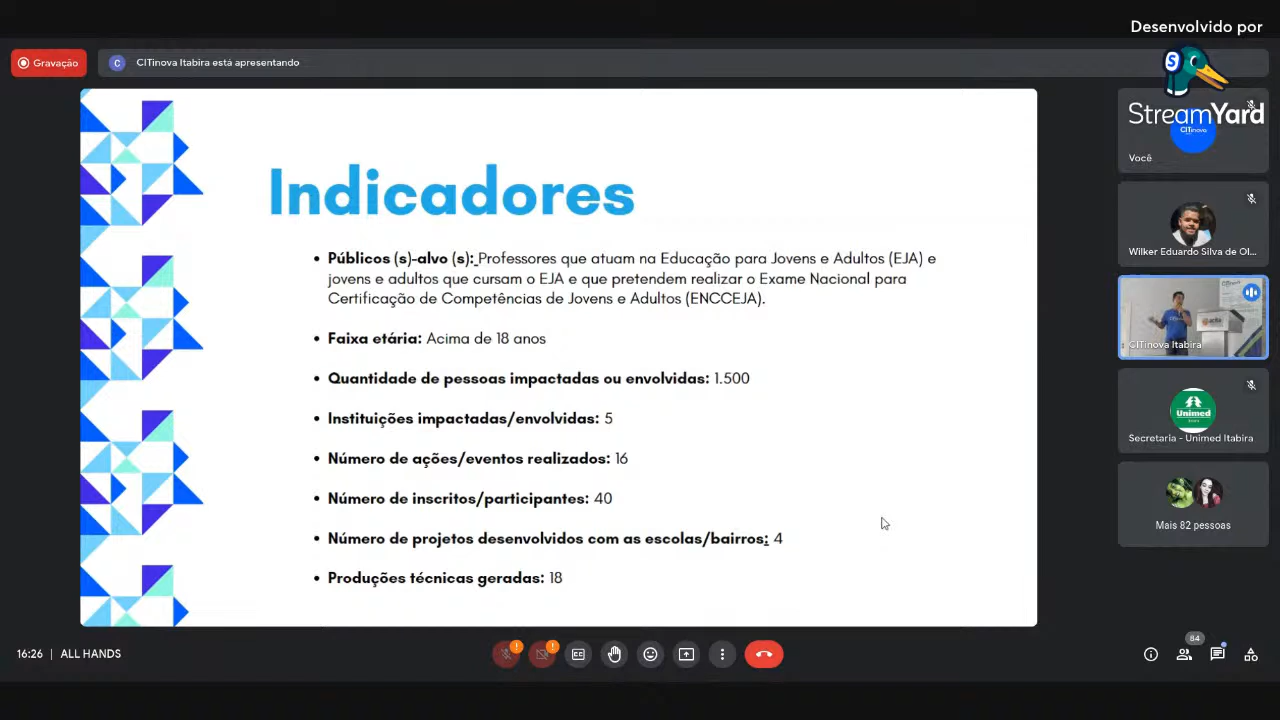 Desenvolvido por
Gravação
C
CITinova Itabira está apresentando
S
StreamYard
CITinova
Você
Indicadores
Wilker Eduardo Silva de Ol...
• Públicos (s)-alvo (s): Professores que atuam na Educação para Jovens e Adultos (EJA) e
jovens e adultos que cursam o EJA e que pretendem realizar o Exame Nacional para
Certificação de Competências de Jovens e Adultos (ENCCEJA).
• Faixa etária: Acima de 18 anos
CITinova Itabira
• Quantidade de pessoas impactadas ou envolvidas: 1.500
• Instituições impactadas/envolvidas: 5
Unimed
Secretaria - Unimed Itabira
• Número de ações/eventos realizados: 16
• Número de inscritos/participantes: 40
Mais 82 pessoas
• Número de projetos desenvolvidos com as escolas/bairros: 4
• Produções técnicas geradas: 18
16:26 | ALL HANDS
84